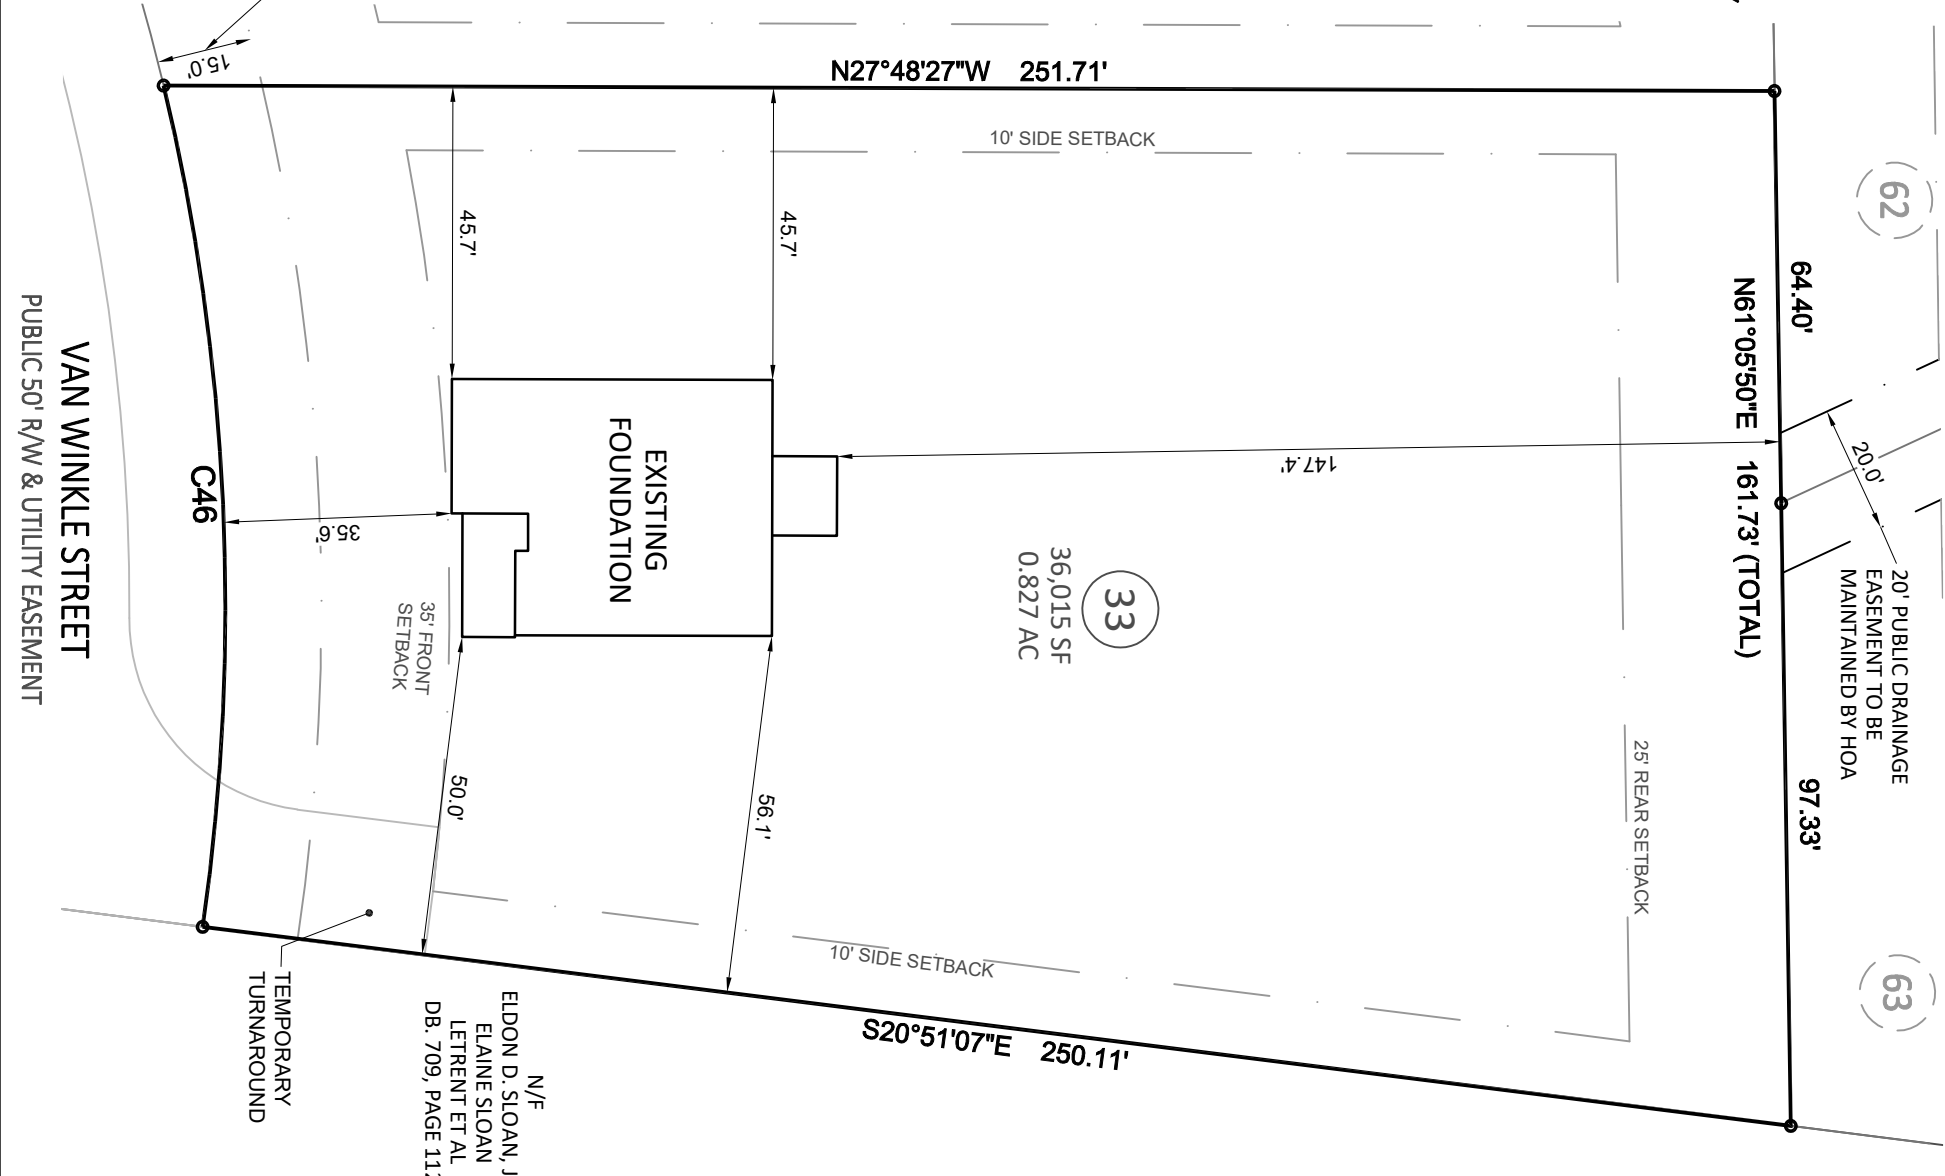 N27°48'27"W 251.71'
15.0'
10' SIDE SETBACK
62
64.40'
N61°05'50"E 161.73' (TOTAL)
45.7'
45.7'
20.0'
20' PUBLIC DRAINAGE
EASEMENT TO BE
MAINTAINED BY HOA
147.4'
EXISTING
FOUNDATION
33
36,015 SF
0.827 AC
35.6'
C46
VAN WINKLE STREET
PUBLIC 50' R/W & UTILITY EASEMENT
35' FRONT
SETBACK
50.0'
56.1'
25' REAR SETBACK
97.33'
63
10' SIDE SETBACK
S20°51'07"E 250.11'
TEMPORARY
TURNAROUND
N/F
ELDON D. SLOAN,
ELAINE SLOAN
LETRENT ET AL
DB. 709, PAGE